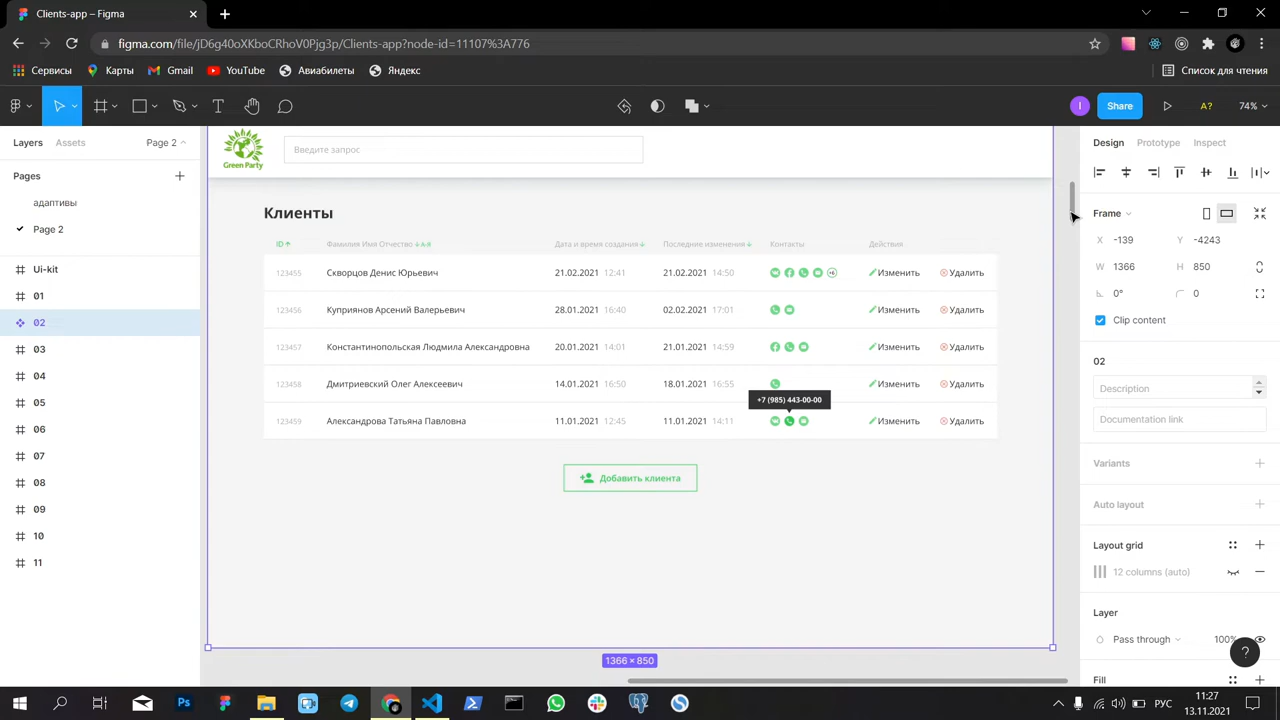 Clients-app – Figma
figma.com/file/jD6g40oXKboCRhoV0Pjg3p/Clients-app?node-id=11107%3A776
Сервисы Карты Gmail YouTube Авиабилеты Яндекс Список для чтения
I Share A? 74%
Layers Assets Page 2
Pages
адаптивы
Page 2
Ui-kit
01
02
03
04
05
06
07
08
09
10
11
Green Party
Введите запрос
Клиенты
ID Фамилия Имя Отчество А-Я Дата и время создания Последние изменения Контакты Действия
123455 Скворцов Денис Юрьевич 21.02.2021 12:41 21.02.2021 14:50 Изменить Удалить
123456 Куприянов Арсений Валерьевич 28.01.2021 16:40 02.02.2021 17:01 Изменить Удалить
123457 Константинопольская Людмила Александровна 20.01.2021 14:01 21.01.2021 14:59 Изменить Удалить
123458 Дмитриевский Олег Алексеевич 14.01.2021 16:50 18.01.2021 16:55 Изменить Удалить
+7 (985) 443-00-00
123459 Александрова Татьяна Павловна 11.01.2021 12:45 11.01.2021 14:11 Изменить Удалить
Добавить клиента
1366 × 850
Design Prototype Inspect
Frame
X -139 Y -4243
W 1366 H 850
0° 0
Clip content
02
Description
Documentation link
Variants
Auto layout
Layout grid
12 columns (auto)
Layer
Pass through 100%
Fill
?
Ps
РУС
11:27
13.11.2021